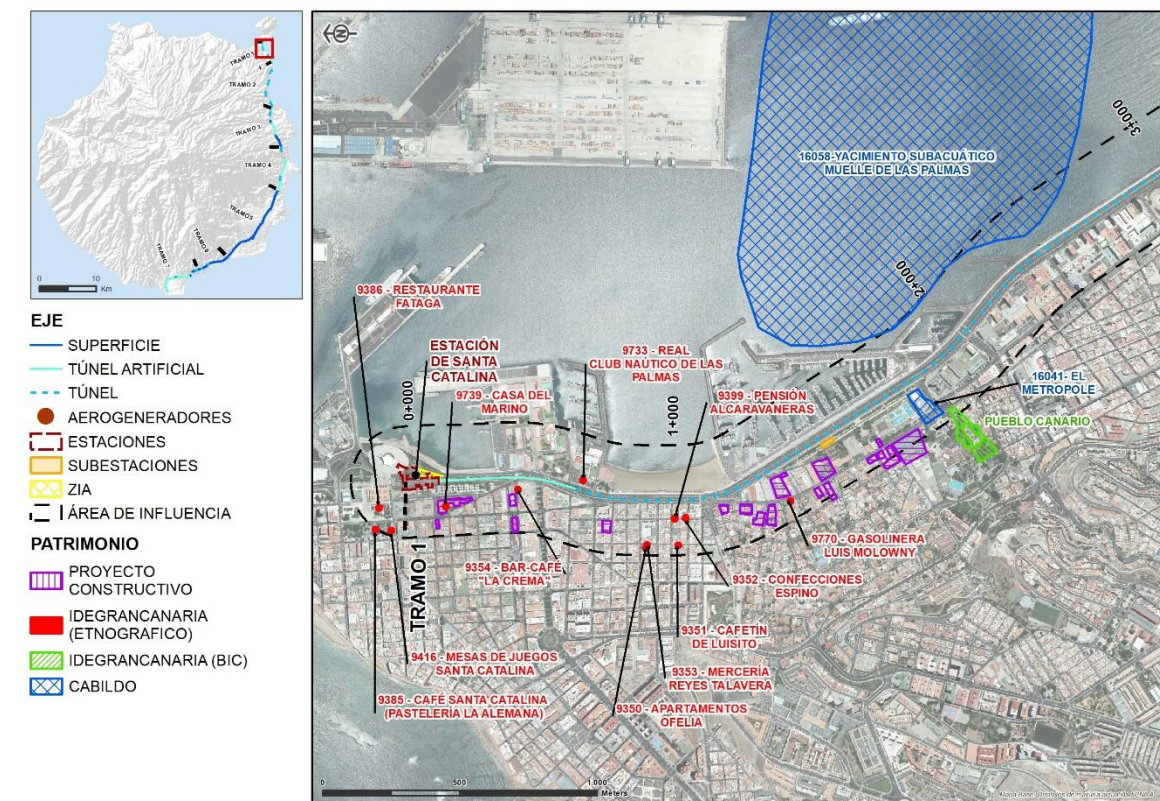 TRAMO 1
TRAMO 2
TRAMO 3
TRAMO 4
TRAMO 5
TRAMO 6
TRAMO 7
0 10
Km
EJE
SUPERFICIE
TÚNEL ARTIFICIAL
TÚNEL
AEROGENERADORES
ESTACIONES
SUBESTACIONES
ZIA
ÁREA DE INFLUENCIA
PATRIMONIO
PROYECTO
CONSTRUCTIVO
IDEGRANCANARIA
(ETNOGRAFICO)
IDEGRANCANARIA (BIC)
CABILDO
N
16058-YACIMIENTO SUBACUÁTICO
MUELLE DE LAS PALMAS
3+000
2+000
9386 - RESTAURANTE
FATAGA
ESTACIÓN
DE SANTA
CATALINA
0+000
9739 - CASA DEL
MARINO
9733 - REAL
CLUB NAÚTICO DE LAS
PALMAS
1+000
9399 - PENSIÓN
ALCARAVANERAS
16041- EL
METROPOLE
PUEBLO CANARIO
9770 - GASOLINERA
LUIS MOLOWNY
9354 - BAR-CAFÉ
"LA CREMA"
9352 - CONFECCIONES
ESPINO
TRAMO 1
9351 - CAFETÍN
DE LUISITO
9416 - MESAS DE JUEGOS
SANTA CATALINA
9353 - MERCERÍA
REYES TALAVERA
9385 - CAFÉ SANTA CATALINA
(PASTELERÍA LA ALEMANA)
9350 - APARTAMENTOS
OFELIA
0 500 1.000
Meters